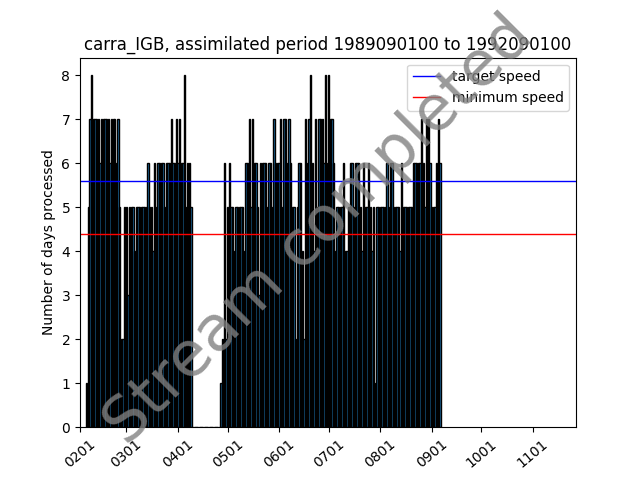 carra_IGB, assimilated period 1989090100 to 1992090100
target speed
minimum speed
Stream completed
Number of days processed
8
7
6
5
4
3
2
1
0
0201 0301 0401 0501 0601 0701 0801 0901 1001 1101